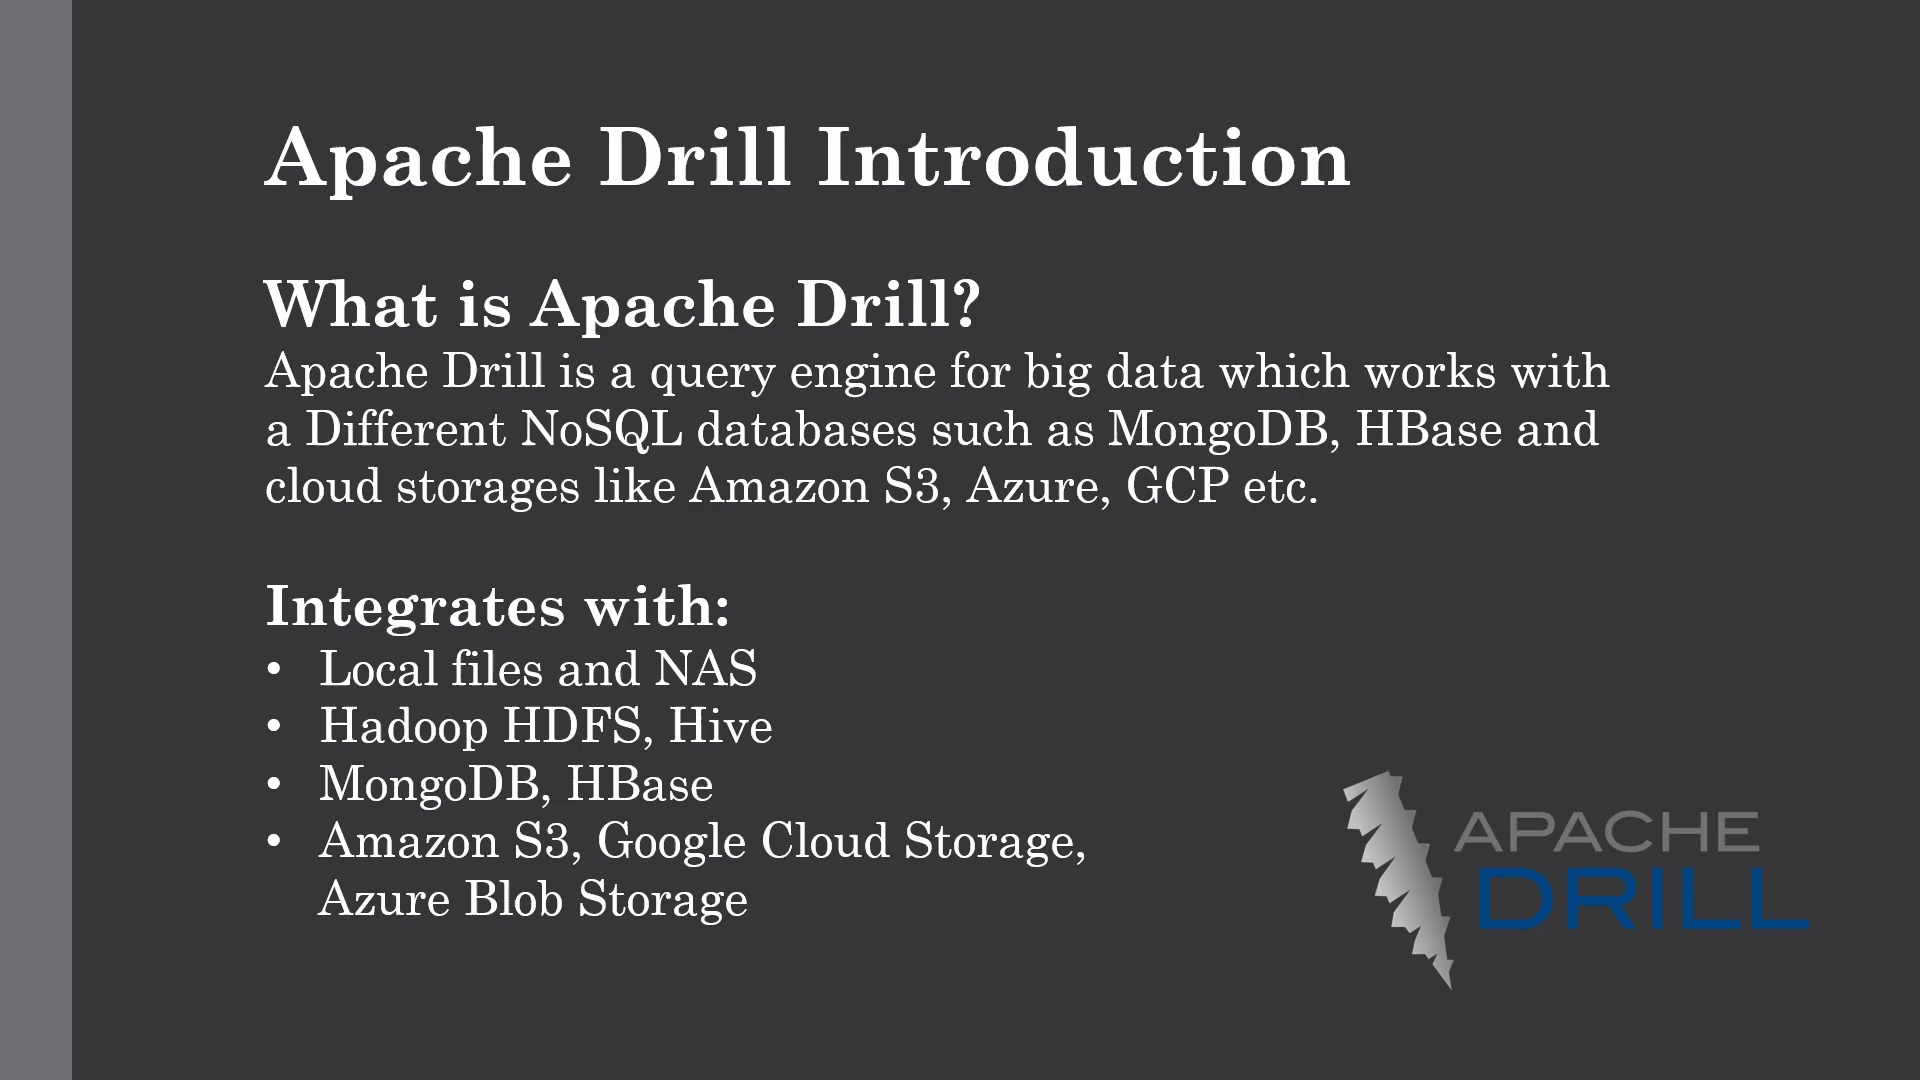 Apache Drill Introduction
What is Apache Drill?
Apache Drill is a query engine for big data which works with
a Different NoSQL databases such as MongoDB, HBase and
cloud storages like Amazon S3, Azure, GCP etc.
Integrates with:
• Local files and NAS
• Hadoop HDFS, Hive
• MongoDB, HBase
• Amazon S3, Google Cloud Storage,
Azure Blob Storage
APACHE
DRILL